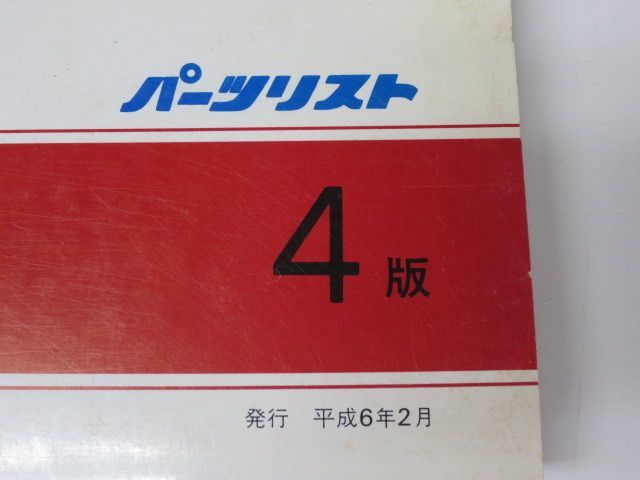 パーツリスト
4版
発行 平成6年2月